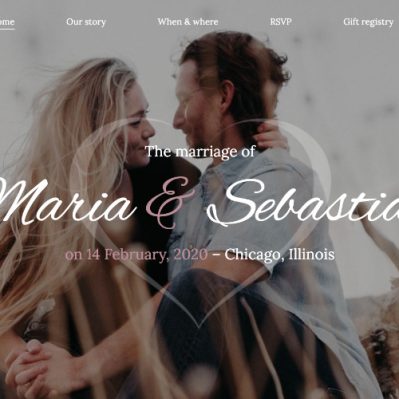 ome Our story When & where RSVP Gift registry
The marriage of
Maria & Sebastia
on 14 February, 2020 – Chicago, Illinois